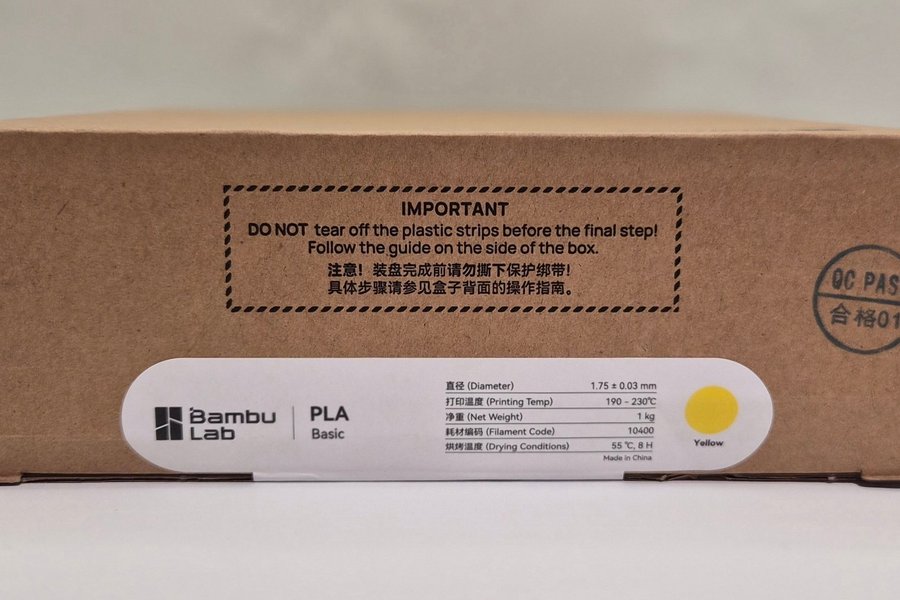 IMPORTANT
DO NOT tear off the plastic strips before the final step!
Follow the guide on the side of the box.
注意！装盘完成前请勿撕下保护绑带！
具体步骤请参见盒子背面的操作指南。
QC PAS
合格01
Bambu
Lab
PLA
Basic
直径 (Diameter) 1.75 ± 0.03 mm
打印温度 (Printing Temp) 190 - 230℃
净重 (Net Weight) 1 kg
耗材编码 (Filament Code) 10400
烘烤温度 (Drying Conditions) 55 ℃, 8 H
Made in China
Yellow